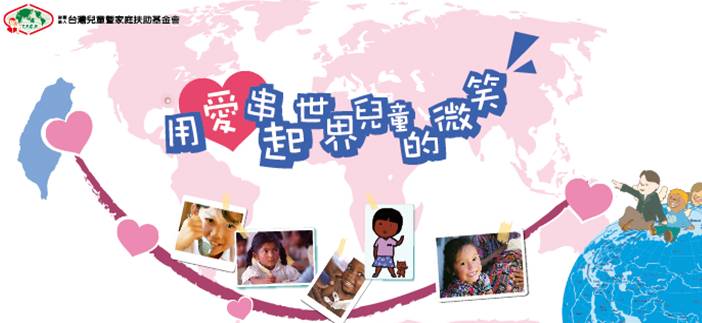 財團法人 台灣兒童暨家庭扶助基金會
用愛串起世界兒童的微笑